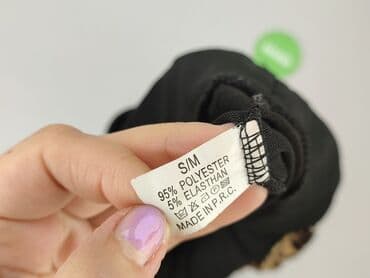 S/M
95% POLYESTER
5% ELASTHAN
MADE IN P.R.C.